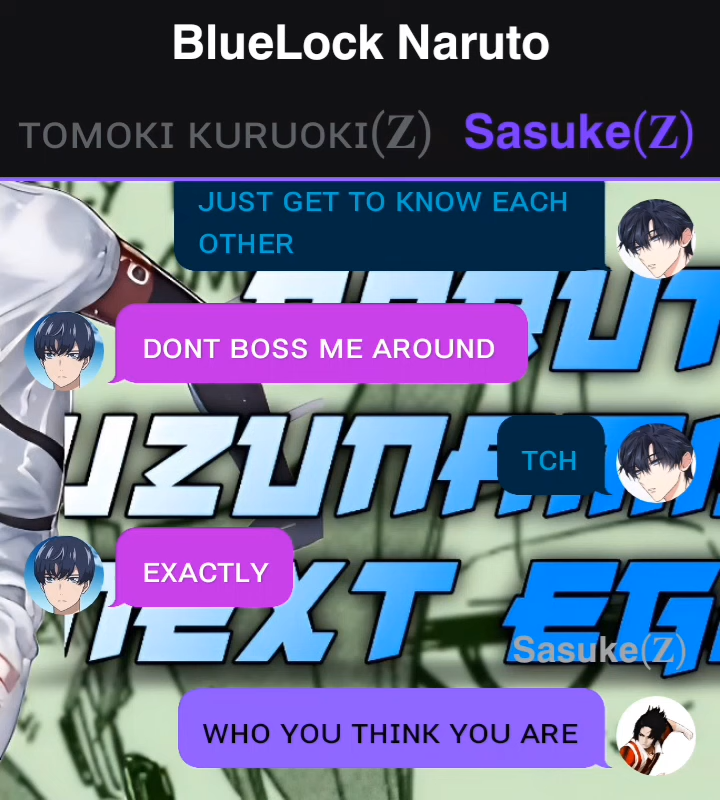 BlueLock Naruto
TOMOKI KURUOKI(Z) Sasuke(Z)
JUST GET TO KNOW EACH
OTHER
DONT BOSS ME AROUND
TCH
EXACTLY
NEXT
Sasuke(Z)
WHO YOU THINK YOU ARE